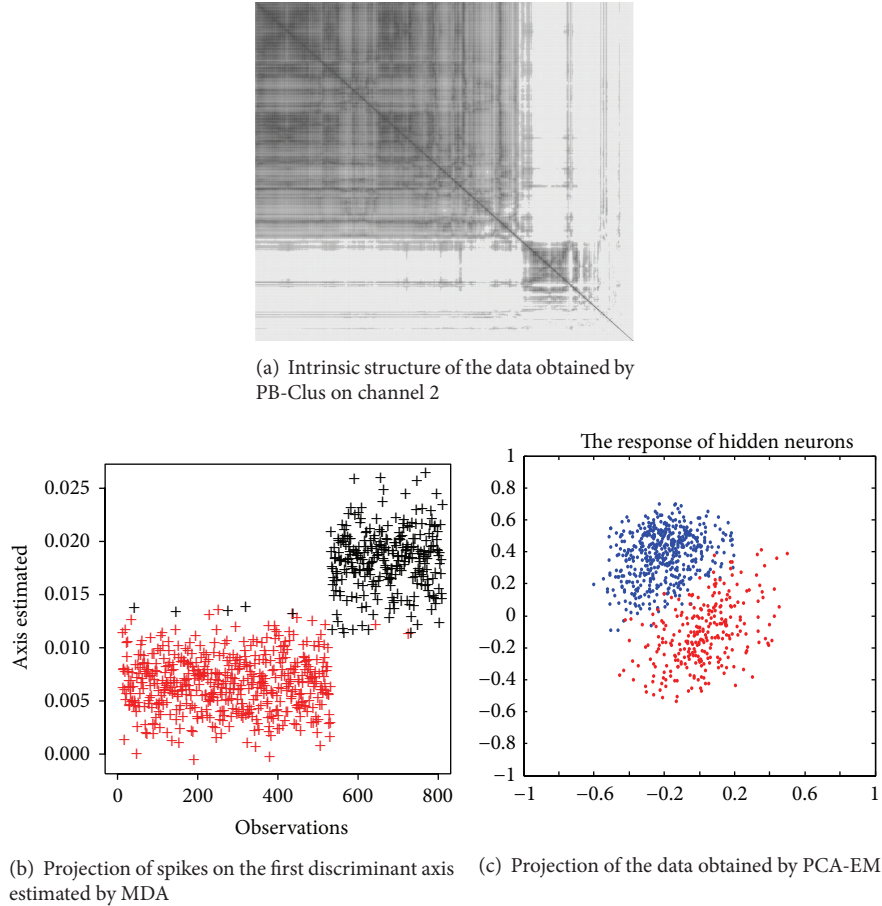 (a) Intrinsic structure of the data obtained by
PB-Clus on channel 2
0.025
0.020
0.015
0.010
0.005
0.000
Axis estimated
0 200 400 600 800
Observations
(b) Projection of spikes on the first discriminant axis
estimated by MDA
The response of hidden neurons
1
0.8
0.6
0.4
0.2
0
−0.2
−0.4
−0.6
−0.8
−1
−1 −0.6 −0.2 0.2 0.6 1
(c) Projection of the data obtained by PCA-EM